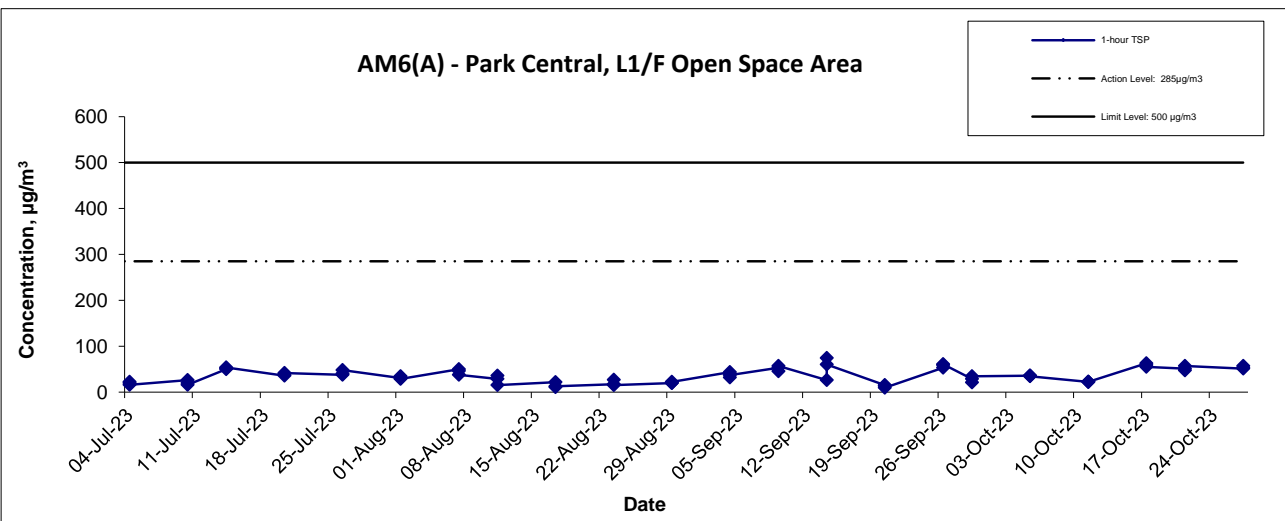 AM6(A) - Park Central, L1/F Open Space Area
1-hour TSP
Action Level:  285µg/m3
Limit Level: 500 µg/m3
Concentration, µg/m³
600
500
400
300
200
100
0
04-Jul-23
11-Jul-23
18-Jul-23
25-Jul-23
01-Aug-23
08-Aug-23
15-Aug-23
22-Aug-23
29-Aug-23
05-Sep-23
12-Sep-23
19-Sep-23
26-Sep-23
03-Oct-23
10-Oct-23
17-Oct-23
24-Oct-23
Date